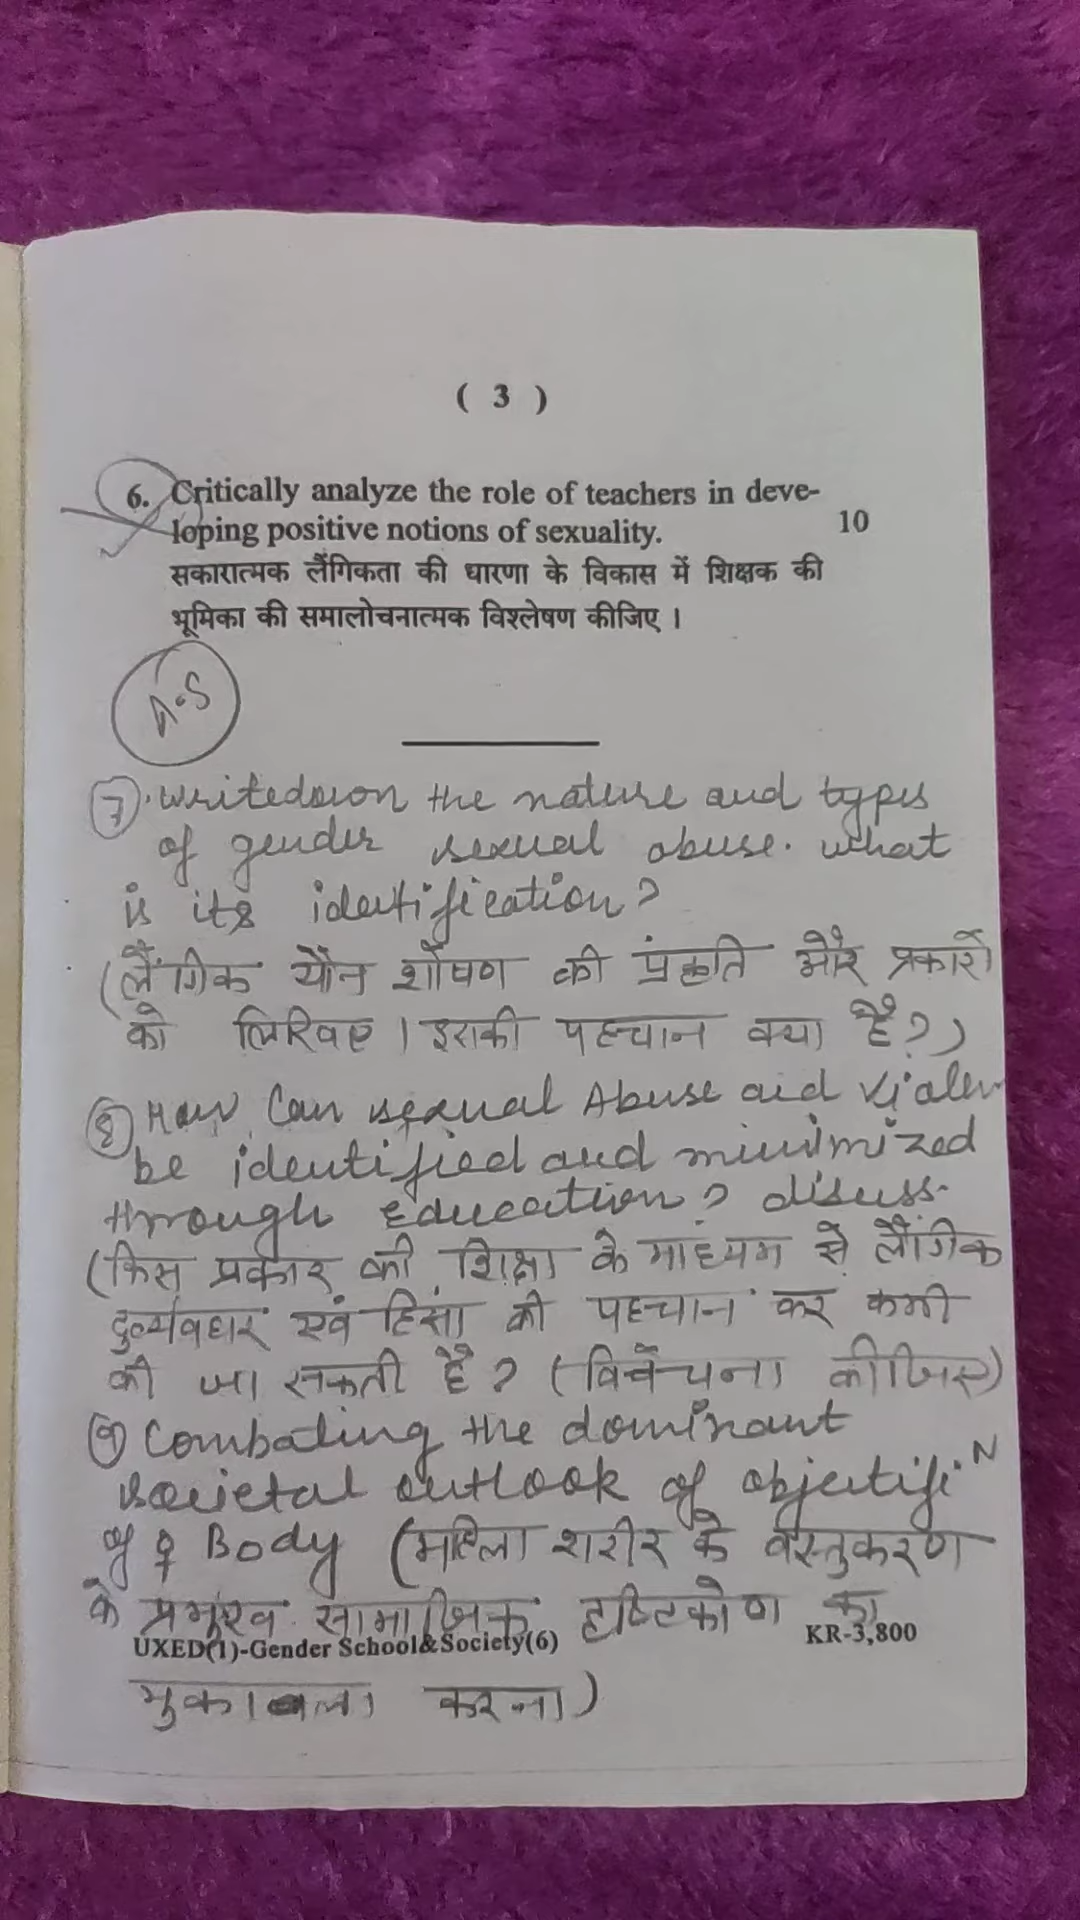 ( 3 )
6. Critically analyze the role of teachers in deve-
loping positive notions of sexuality. 10
सकारात्मक लैंगिकता की धारणा के विकास में शिक्षक की
भूमिका की समालोचनात्मक विश्लेषण कीजिए ।
A.S
7. writedown the nature and types
of gender sexual abuse. what
is its identification?
(लैंगिक यौन शोषण की प्रकृति और प्रकारों
को लिखिए । इसकी पहचान क्या है?)
8 How Can sexual Abuse and Violen
be identified and minimized
through Education? discuss.
(किस प्रकार की शिक्षा के माध्यम से लैंगिक
दुर्व्यवहार एवं हिंसा की पहचान कर कमी
की जा सकती है? (विवेचना कीजिए)
9 Combating the dominant
societal outlook of objectifi N
of ♀ Body (महिला शरीर के वस्तुकरण
के प्रमुख सामाजिक दृष्टिकोण का
UXED(1)-Gender School&Society(6) KR-3,800
मुकाबला करना)